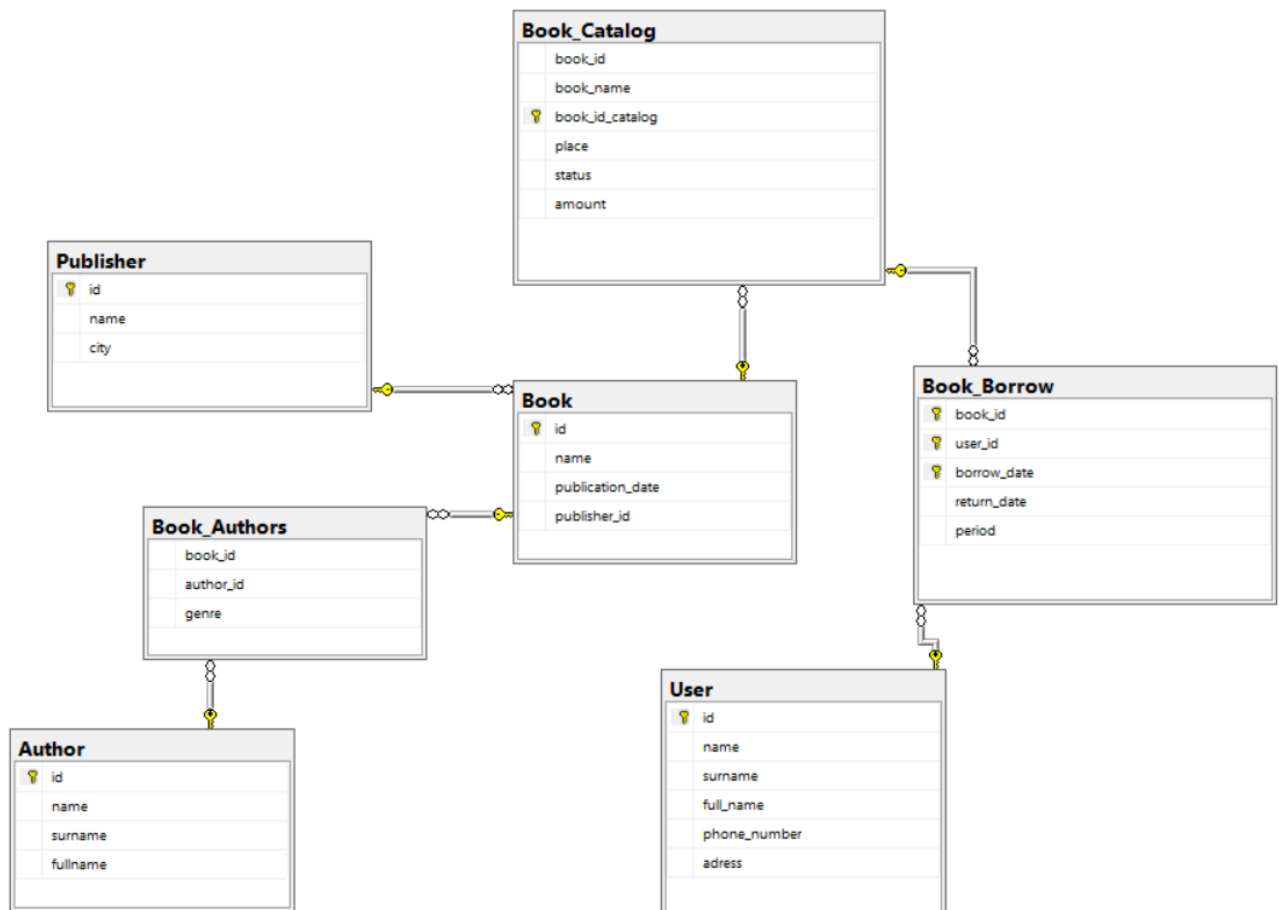 Book_Catalog
book_id
book_name
book_id_catalog
place
status
amount
Publisher
id
name
city
Book
id
name
publication_date
publisher_id
Book_Borrow
book_id
user_id
borrow_date
return_date
period
Book_Authors
book_id
author_id
genre
User
id
name
surname
full_name
phone_number
adress
Author
id
name
surname
fullname